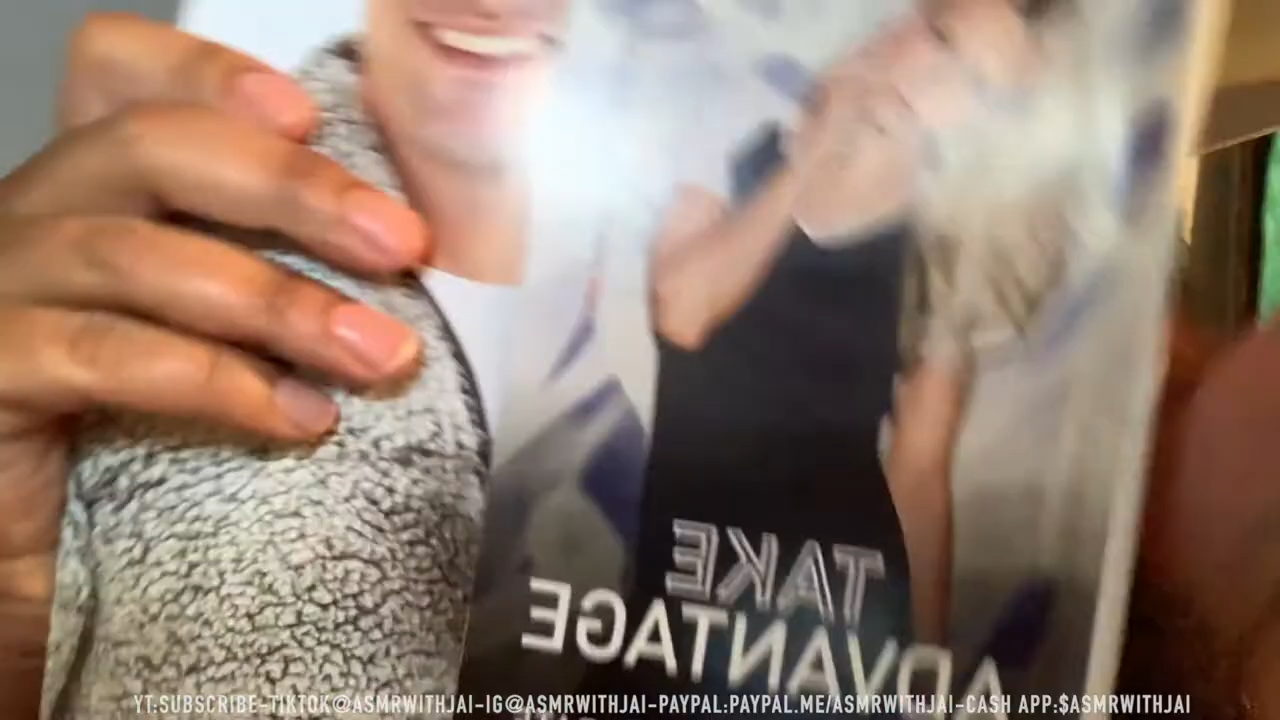 TAKE
ADVANTAGE
YT:SUBSCRIBE-TIKTOK@ASMRWITHJAI-IG@ASMRWITHJAI-PAYPAL:PAYPAL.ME/ASMRWITHJAI-CASH APP:$ASMRWITHJAI